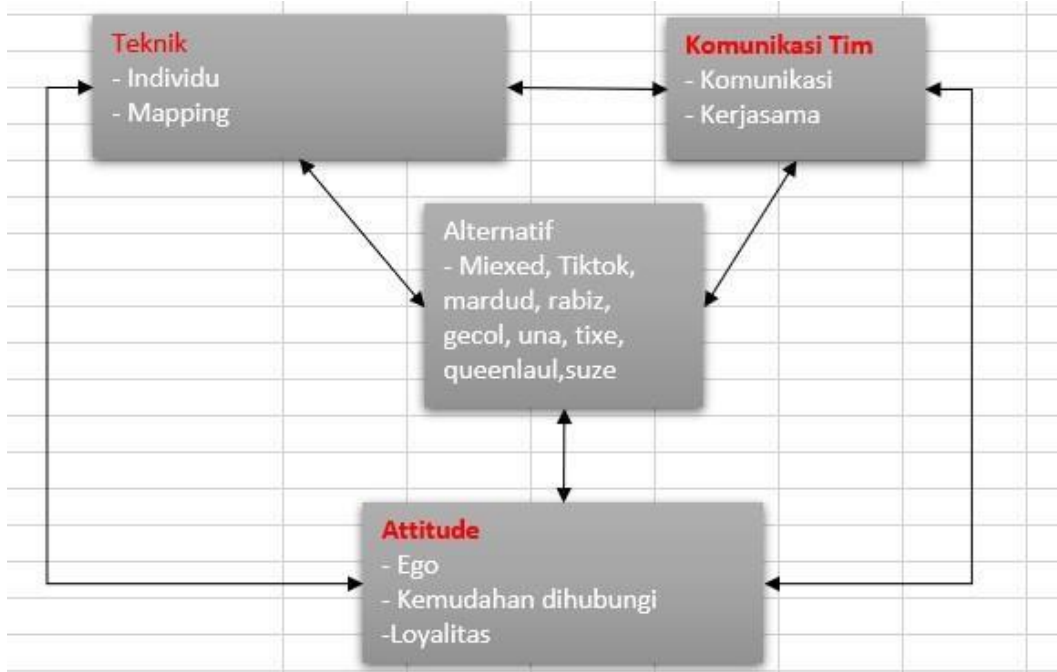 Teknik
- Individu
- Mapping
Komunikasi Tim
- Komunikasi
- Kerjasama
Alternatif
- Miexed, Tiktok,
mardud, rabiz,
gecol, una, tixe,
queenlaul,suze
Attitude
- Ego
- Kemudahan dihubungi
-Loyalitas